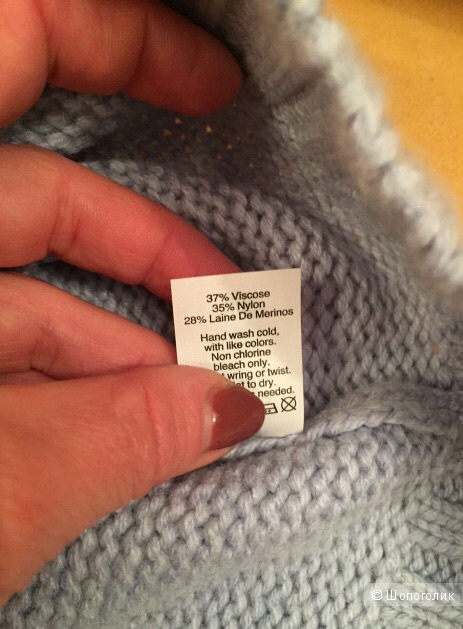 37% Viscose
35% Nylon
28% Laine De Merinos
Hand wash cold,
with like colors.
Non chlorine
bleach only.
wring or twist.
to dry.
needed.
© Шопоголик